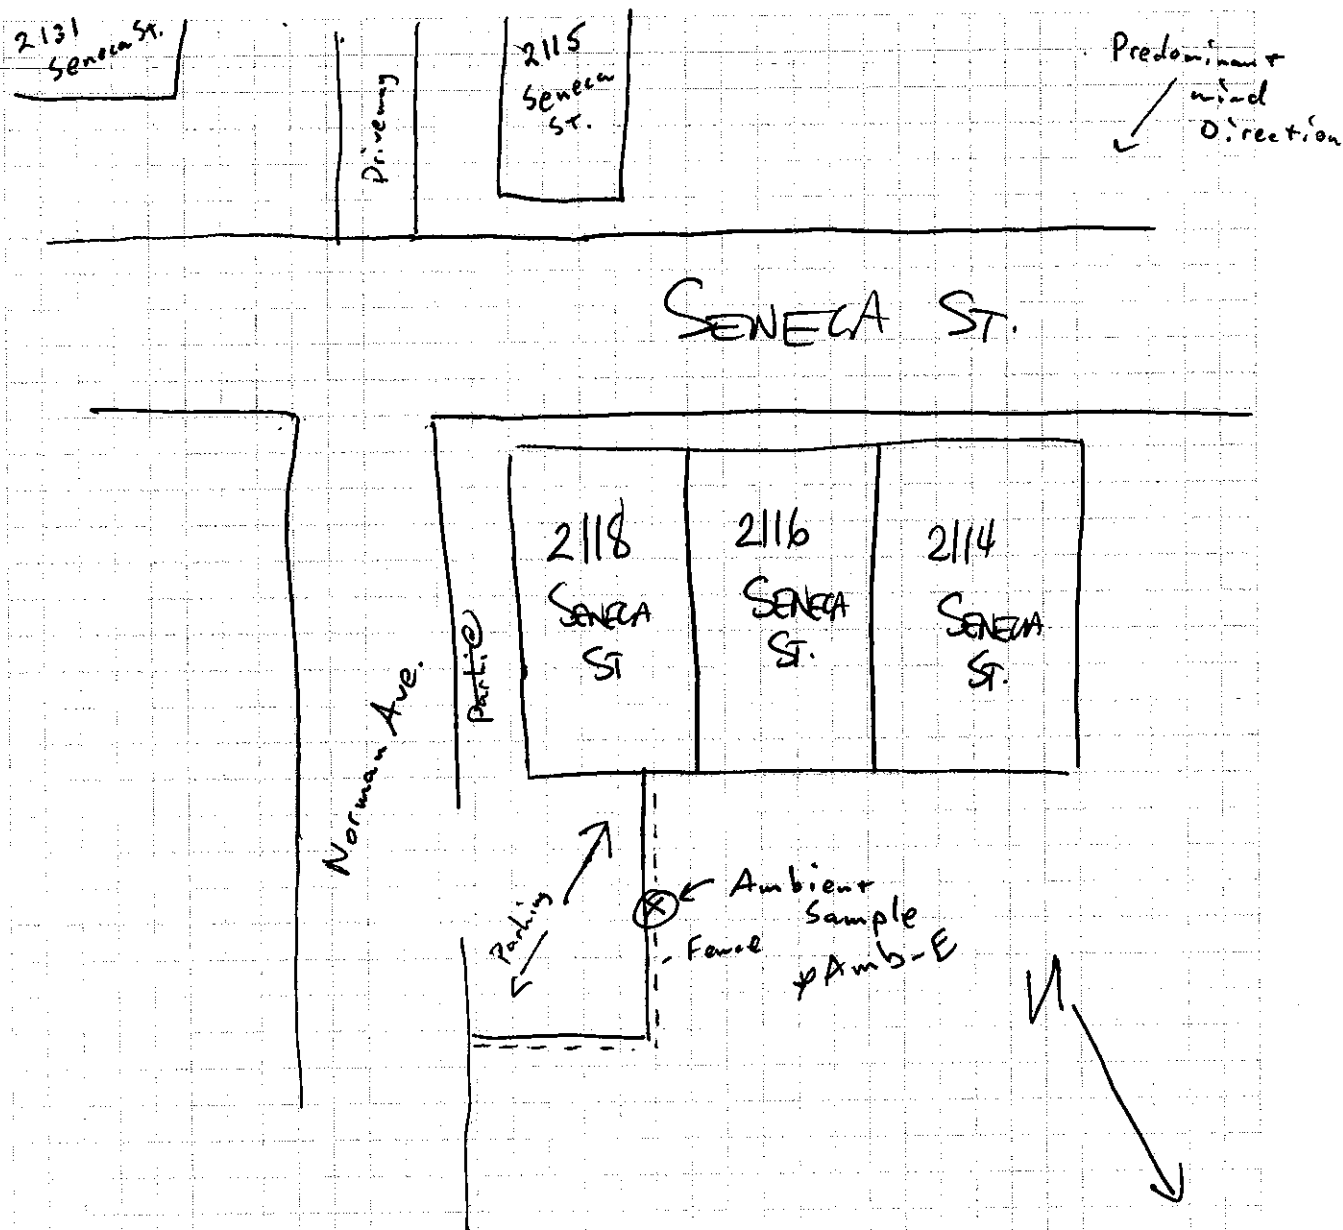 2131
Seneca St.
Driveway
2115
Seneca
St.
Predominant
wind
Direction
SENECA ST.
2118
SENECA
ST
2116
SENECA
ST.
2114
SENECA
ST.
Norman Ave.
Parking
Ambient
Sample
Amb-E
Fence
N